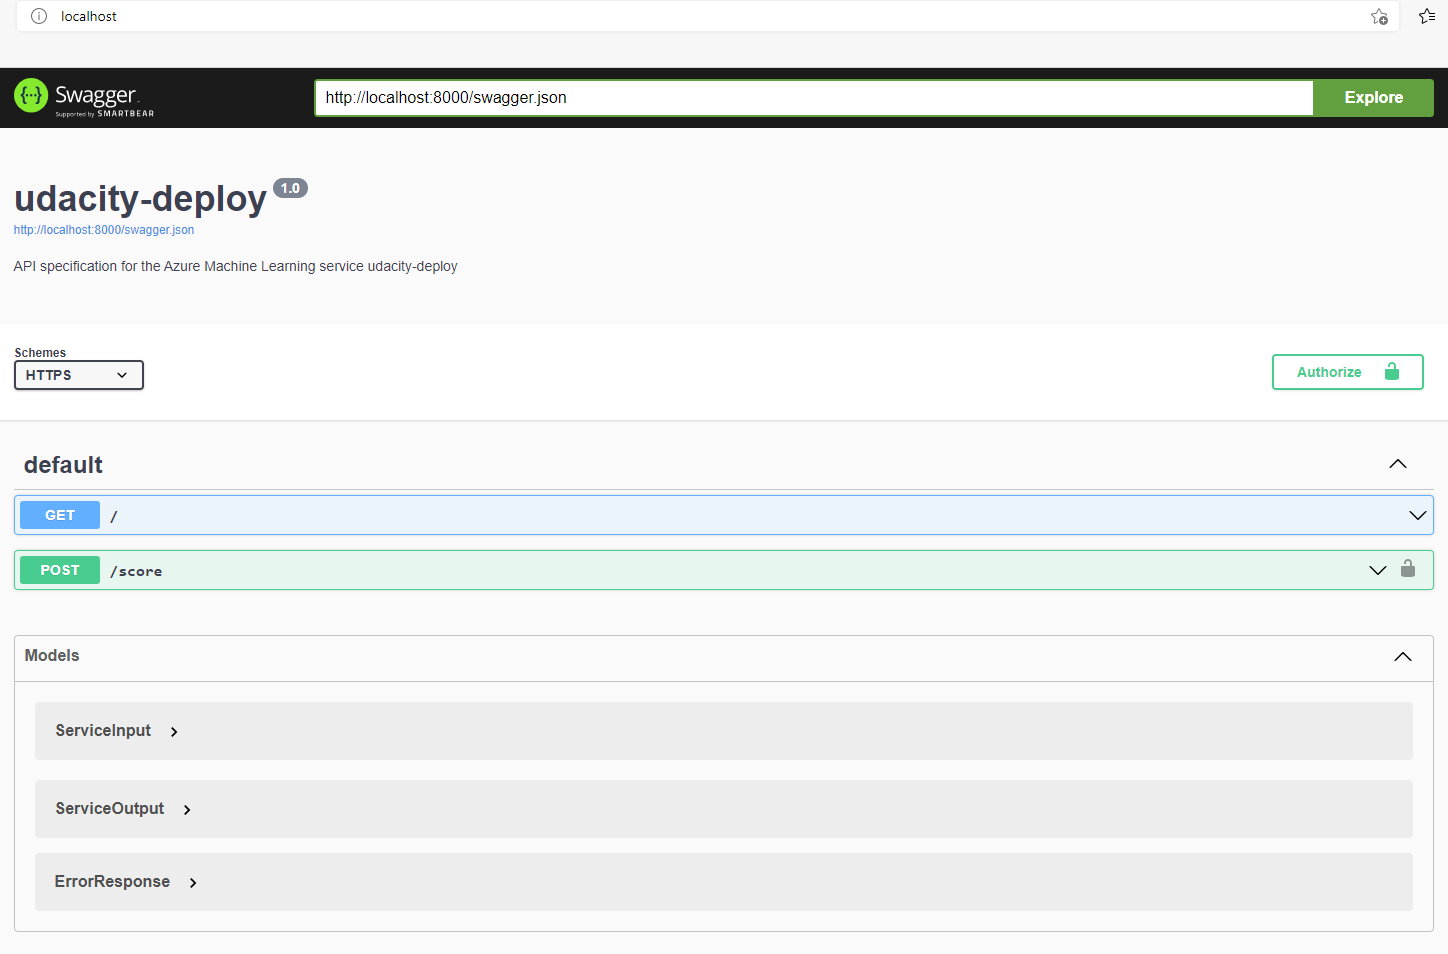 localhost
Swagger
Supported by SMARTBEAR
http://localhost:8000/swagger.json
Explore
udacity-deploy 1.0
http://localhost:8000/swagger.json
API specification for the Azure Machine Learning service udacity-deploy
Schemes
HTTPS
Authorize
default
GET /
POST /score
Models
ServiceInput
ServiceOutput
ErrorResponse